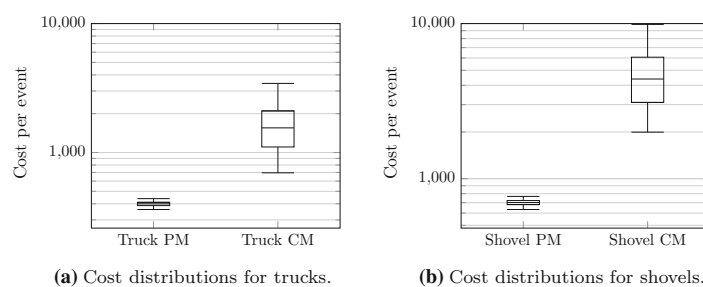 10,000
1,000
Cost per event
Truck PM
Truck CM
(a) Cost distributions for trucks.
10,000
1,000
Cost per event
Shovel PM
Shovel CM
(b) Cost distributions for shovels.